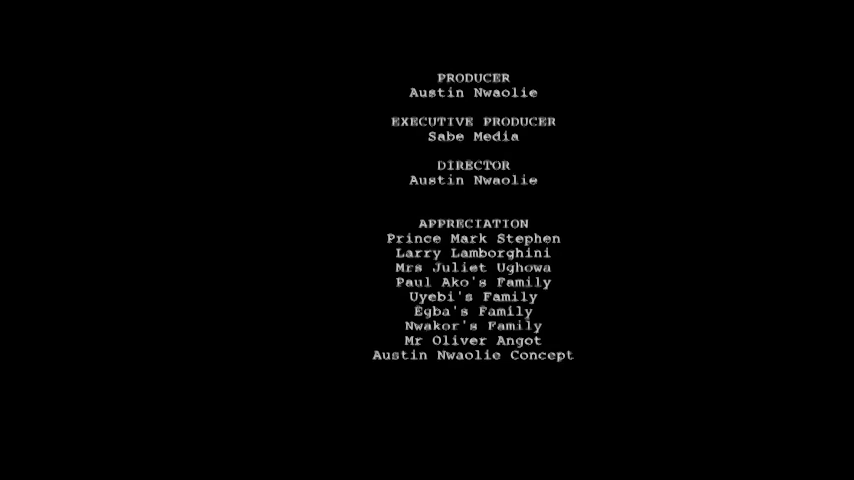 PRODUCER
Austin Nwaolie
EXECUTIVE PRODUCER
Sabe Media
DIRECTOR
Austin Nwaolie
APPRECIATION
Prince Mark Stephen
Larry Lamborghini
Mrs Juliet Ughowa
Paul Ako's Family
Uyebi's Family
Egba's Family
Nwakor's Family
Mr Oliver Angot
Austin Nwaolie Concept